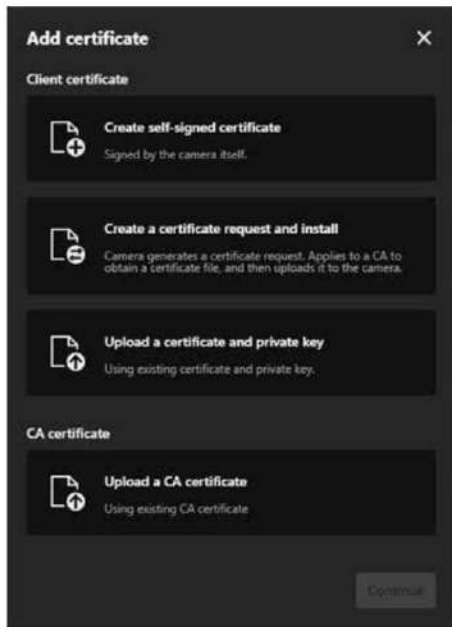 Add certificate
Client certificate
Create self-signed certificate
Signed by the camera itself.
Create a certificate request and install
Camera generates a certificate request. Applies to a CA to
obtain a certificate file, and then uploads it to the camera.
Upload a certificate and private key
Using existing certificate and private key.
CA certificate
Upload a CA certificate
Using existing CA certificate
Continue